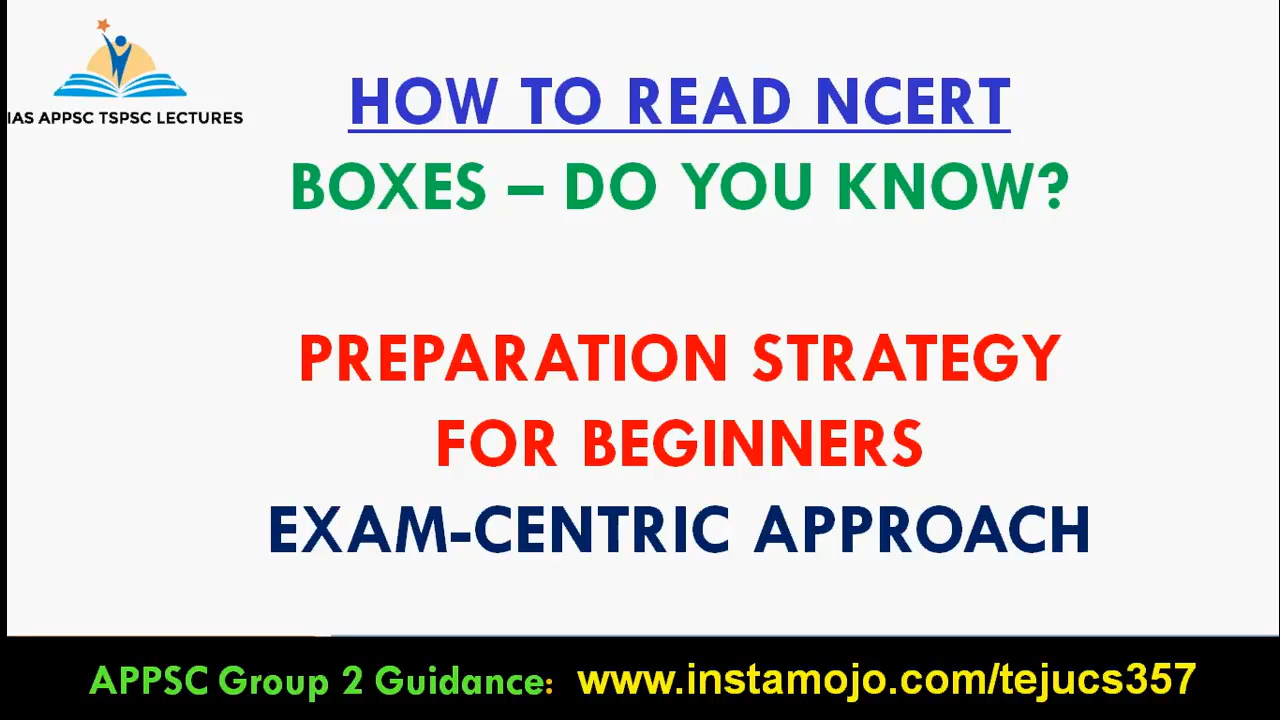 IAS APPSC TSPSC LECTURES
HOW TO READ NCERT
BOXES – DO YOU KNOW?
PREPARATION STRATEGY
FOR BEGINNERS
EXAM-CENTRIC APPROACH
APPSC Group 2 Guidance: www.instamojo.com/tejucs357